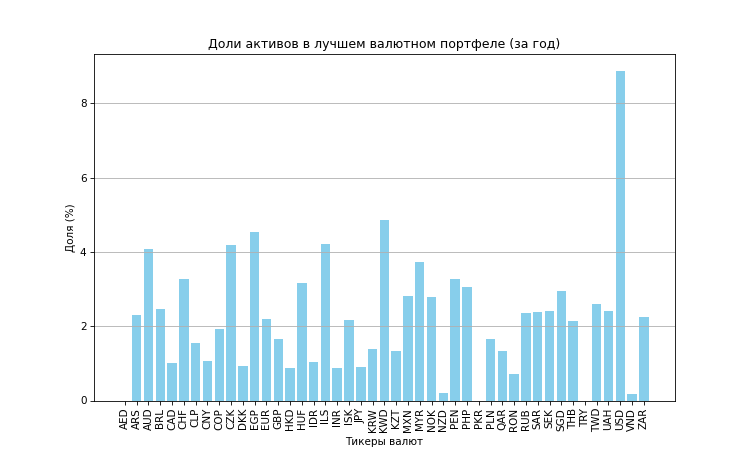 Доли активов в лучшем валютном портфеле (за год)
Доля (%)
8
6
4
2
0
AED ARS AUD BRL CAD CHF CLP CNY COP CZK DKK EGP EUR GBP HKD HUF IDR ILS INR ISK JPY KRW KWD KZT MXN MYR NOK NZD PEN PHP PKR PLN QAR RON RUB SAR SEK SGD THB TRY TWD UAH USD VND ZAR
Тикеры валют